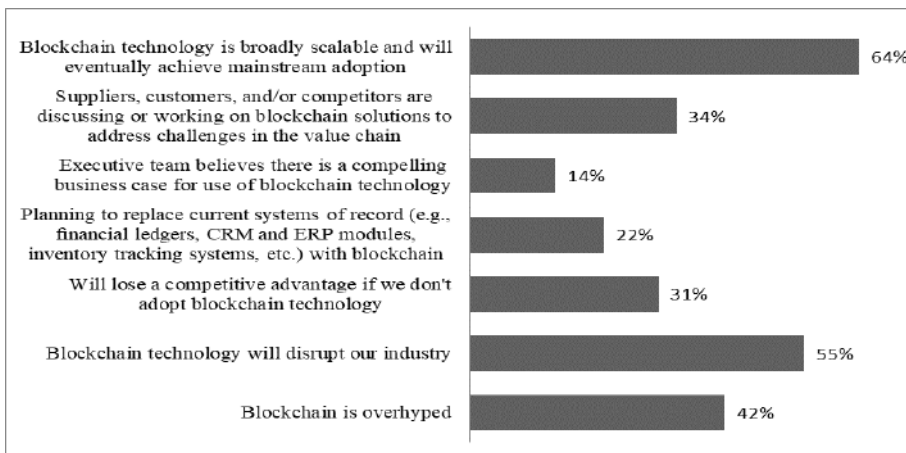 Blockchain technology is broadly scalable and will
eventually achieve mainstream adoption
64%
Suppliers, customers, and/or competitors are
discussing or working on blockchain solutions to
address challenges in the value chain
34%
Executive team believes there is a compelling
business case for use of blockchain technology
14%
Planning to replace current systems of record (e.g.,
financial ledgers, CRM and ERP modules,
inventory tracking systems, etc.) with blockchain
22%
Will lose a competitive advantage if we don't
adopt blockchain technology
31%
Blockchain technology will disrupt our industry
55%
Blockchain is overhyped
42%